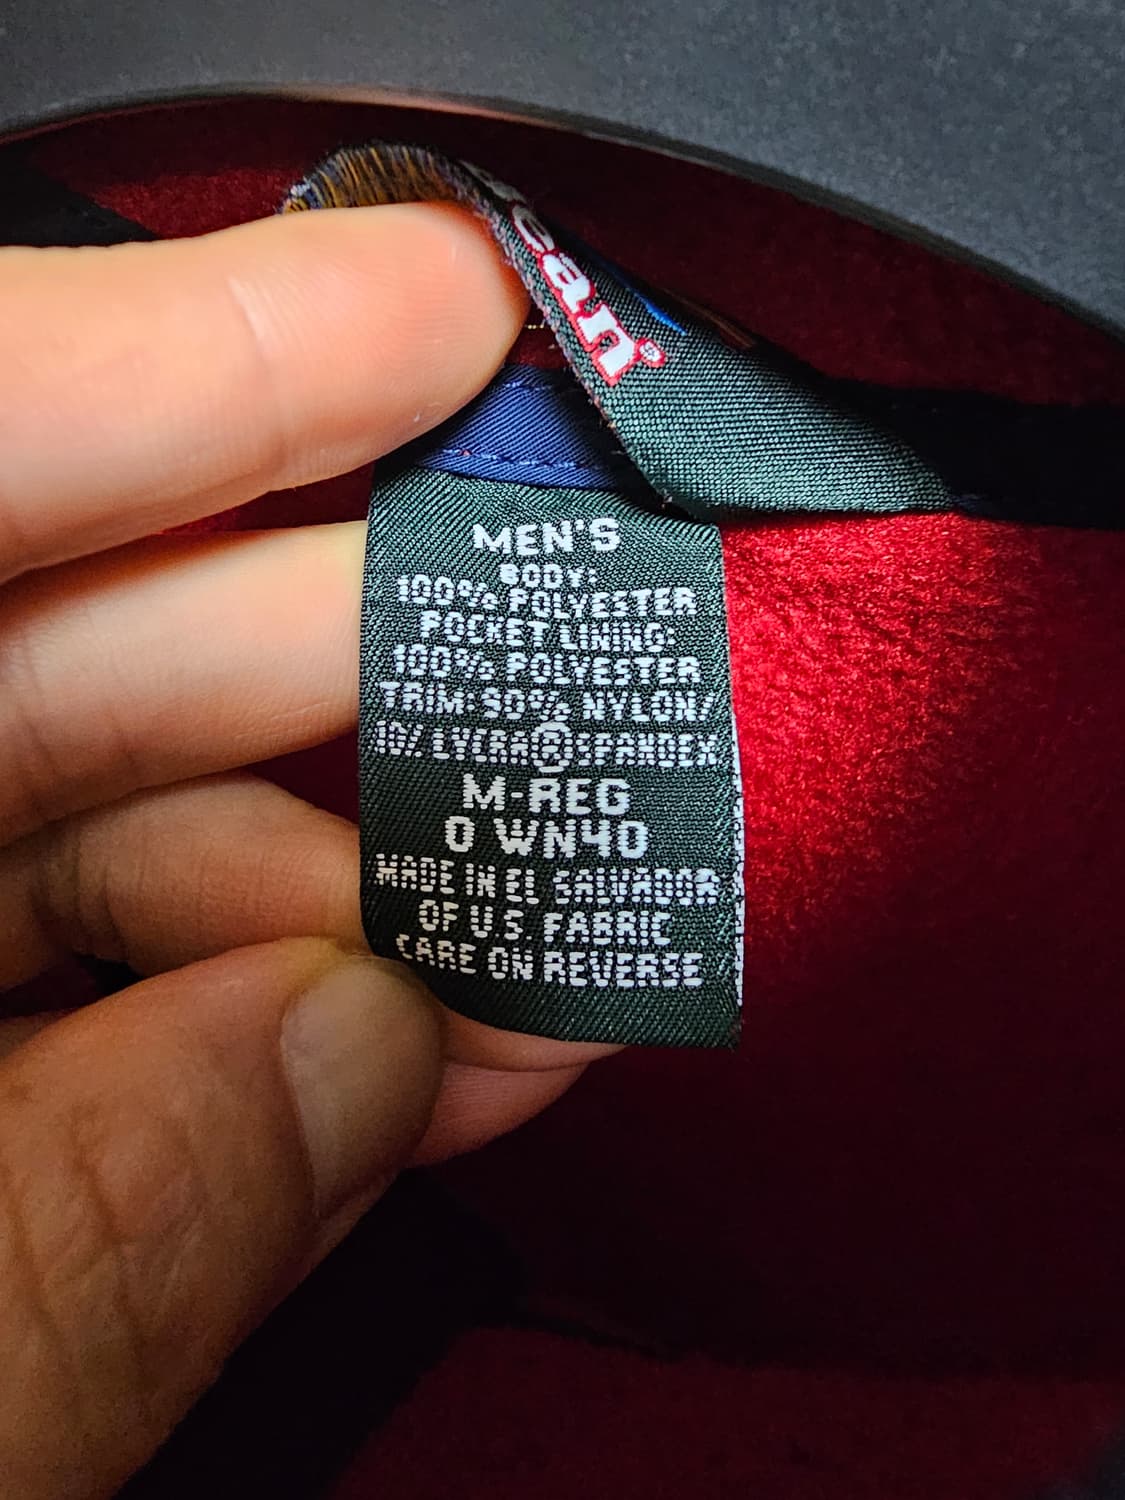 ean®
MEN'S
BODY:
100% POLYESTER
POCKET LINING:
100% POLYESTER
TRIM: 90% NYLON/
10% LYCRA® SPANDEX
M-REG
0 WN40
MADE IN EL SALVADOR
OF U.S. FABRIC
CARE ON REVERSE